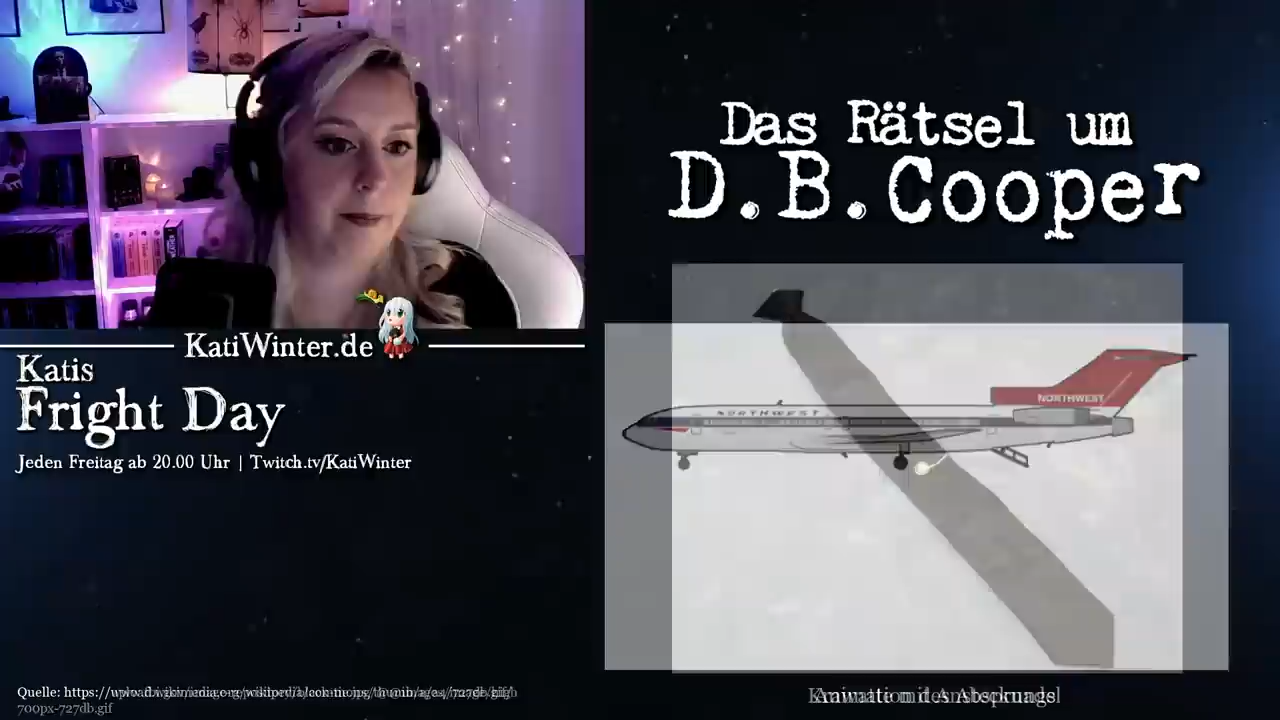 Das Rätsel um
D.B.Cooper
KatiWinter.de
Katis
Fright Day
Jeden Freitag ab 20.00 Uhr | Twitch.tv/KatiWinter
NORTHWEST
NORTHWEST
Quelle: https://
700px-727db.gif